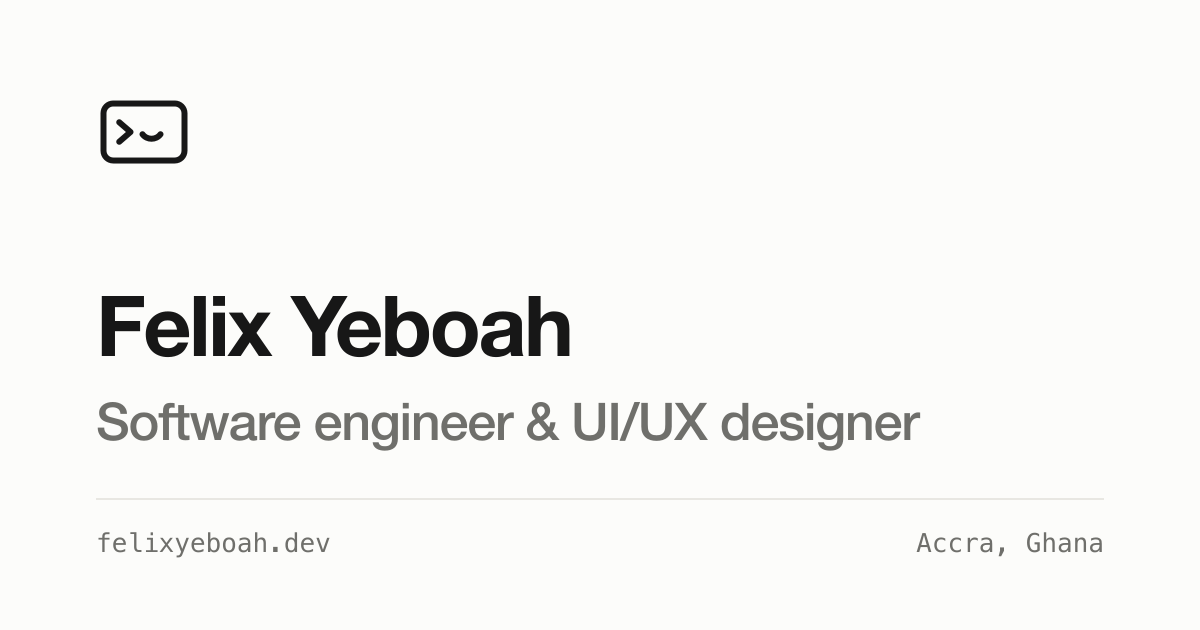 Felix Yeboah
Software engineer & UI/UX designer
felixyeboah.dev
Accra, Ghana